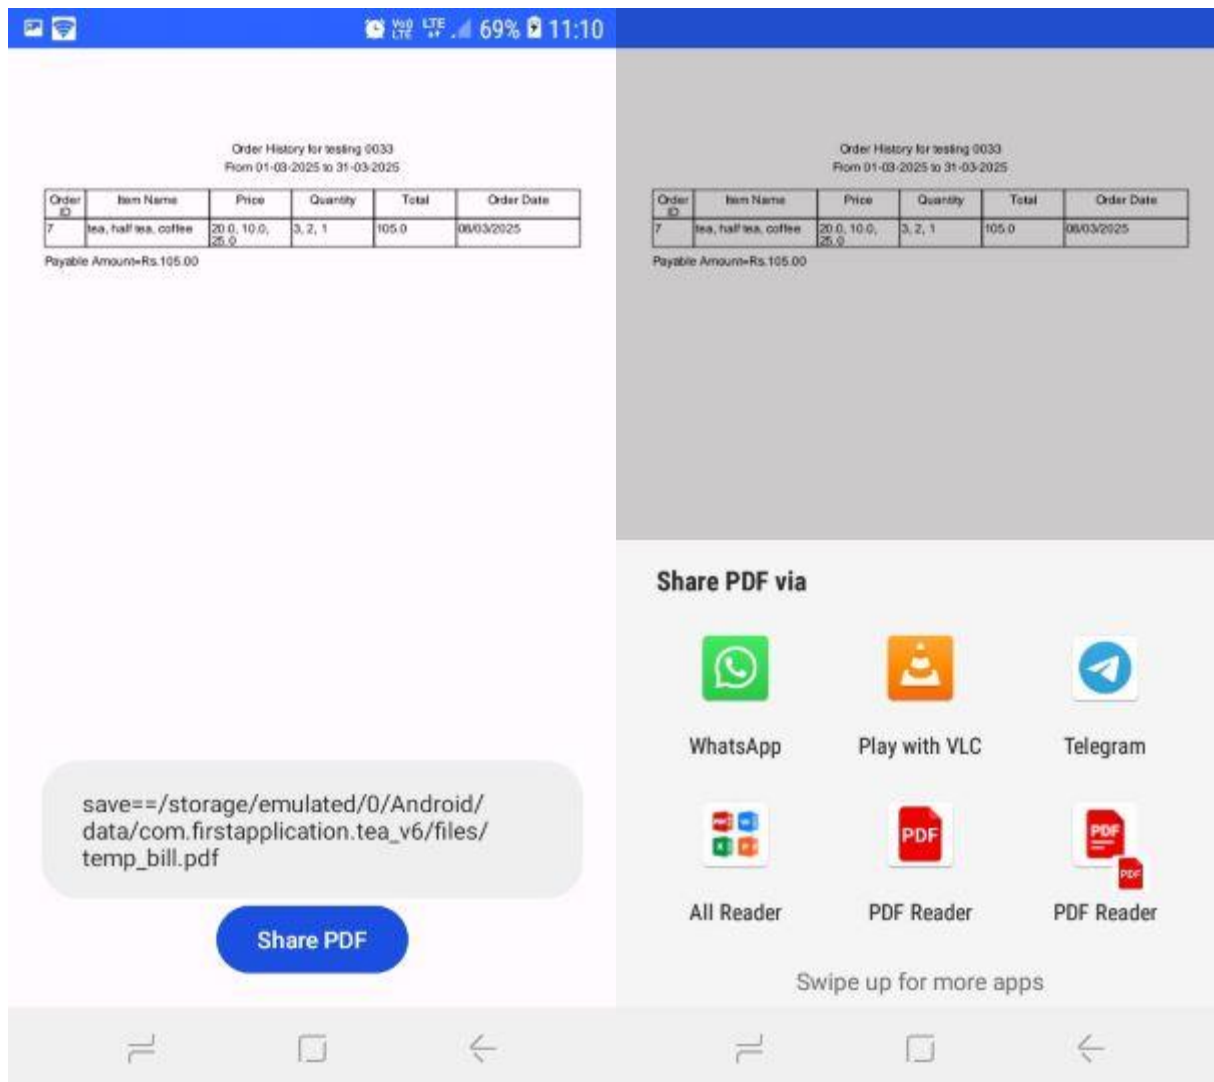 VoO LTE LTE 69% 11:10
Order History for testing 0033
From 01-03-2025 to 31-03-2025
Order ID Item Name Price Quantity Total Order Date
7 tea, half tea, coffee 20.0, 10.0, 25.0 3, 2, 1 105.0 08/03/2025
Payable Amount=Rs.105.00
save==/storage/emulated/0/Android/
data/com.firstapplication.tea_v6/files/
temp_bill.pdf
Share PDF
Order History for testing 0033
From 01-03-2025 to 31-03-2025
Order ID Item Name Price Quantity Total Order Date
7 tea, half tea, coffee 20.0, 10.0, 25.0 3, 2, 1 105.0 08/03/2025
Payable Amount=Rs.105.00
Share PDF via
WhatsApp Play with VLC Telegram
PDF
PDF
PDF
All Reader PDF Reader PDF Reader
Swipe up for more apps